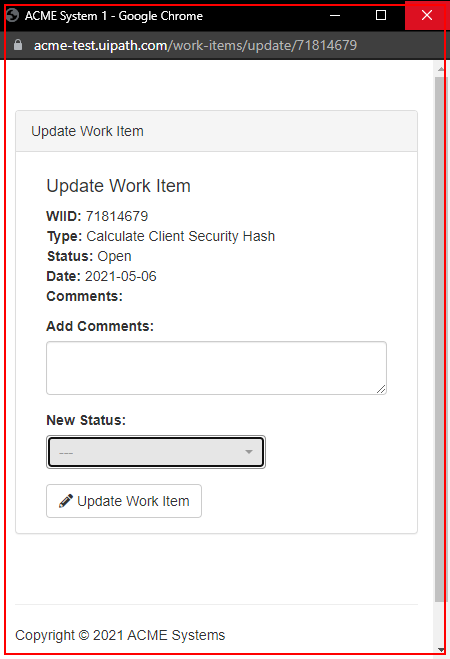 ACME System 1 - Google Chrome
acme-test.uipath.com/work-items/update/71814679
Update Work Item
Update Work Item
WIID: 71814679
Type: Calculate Client Security Hash
Status: Open
Date: 2021-05-06
Comments:
Add Comments:
New Status:
---
Update Work Item
Copyright © 2021 ACME Systems